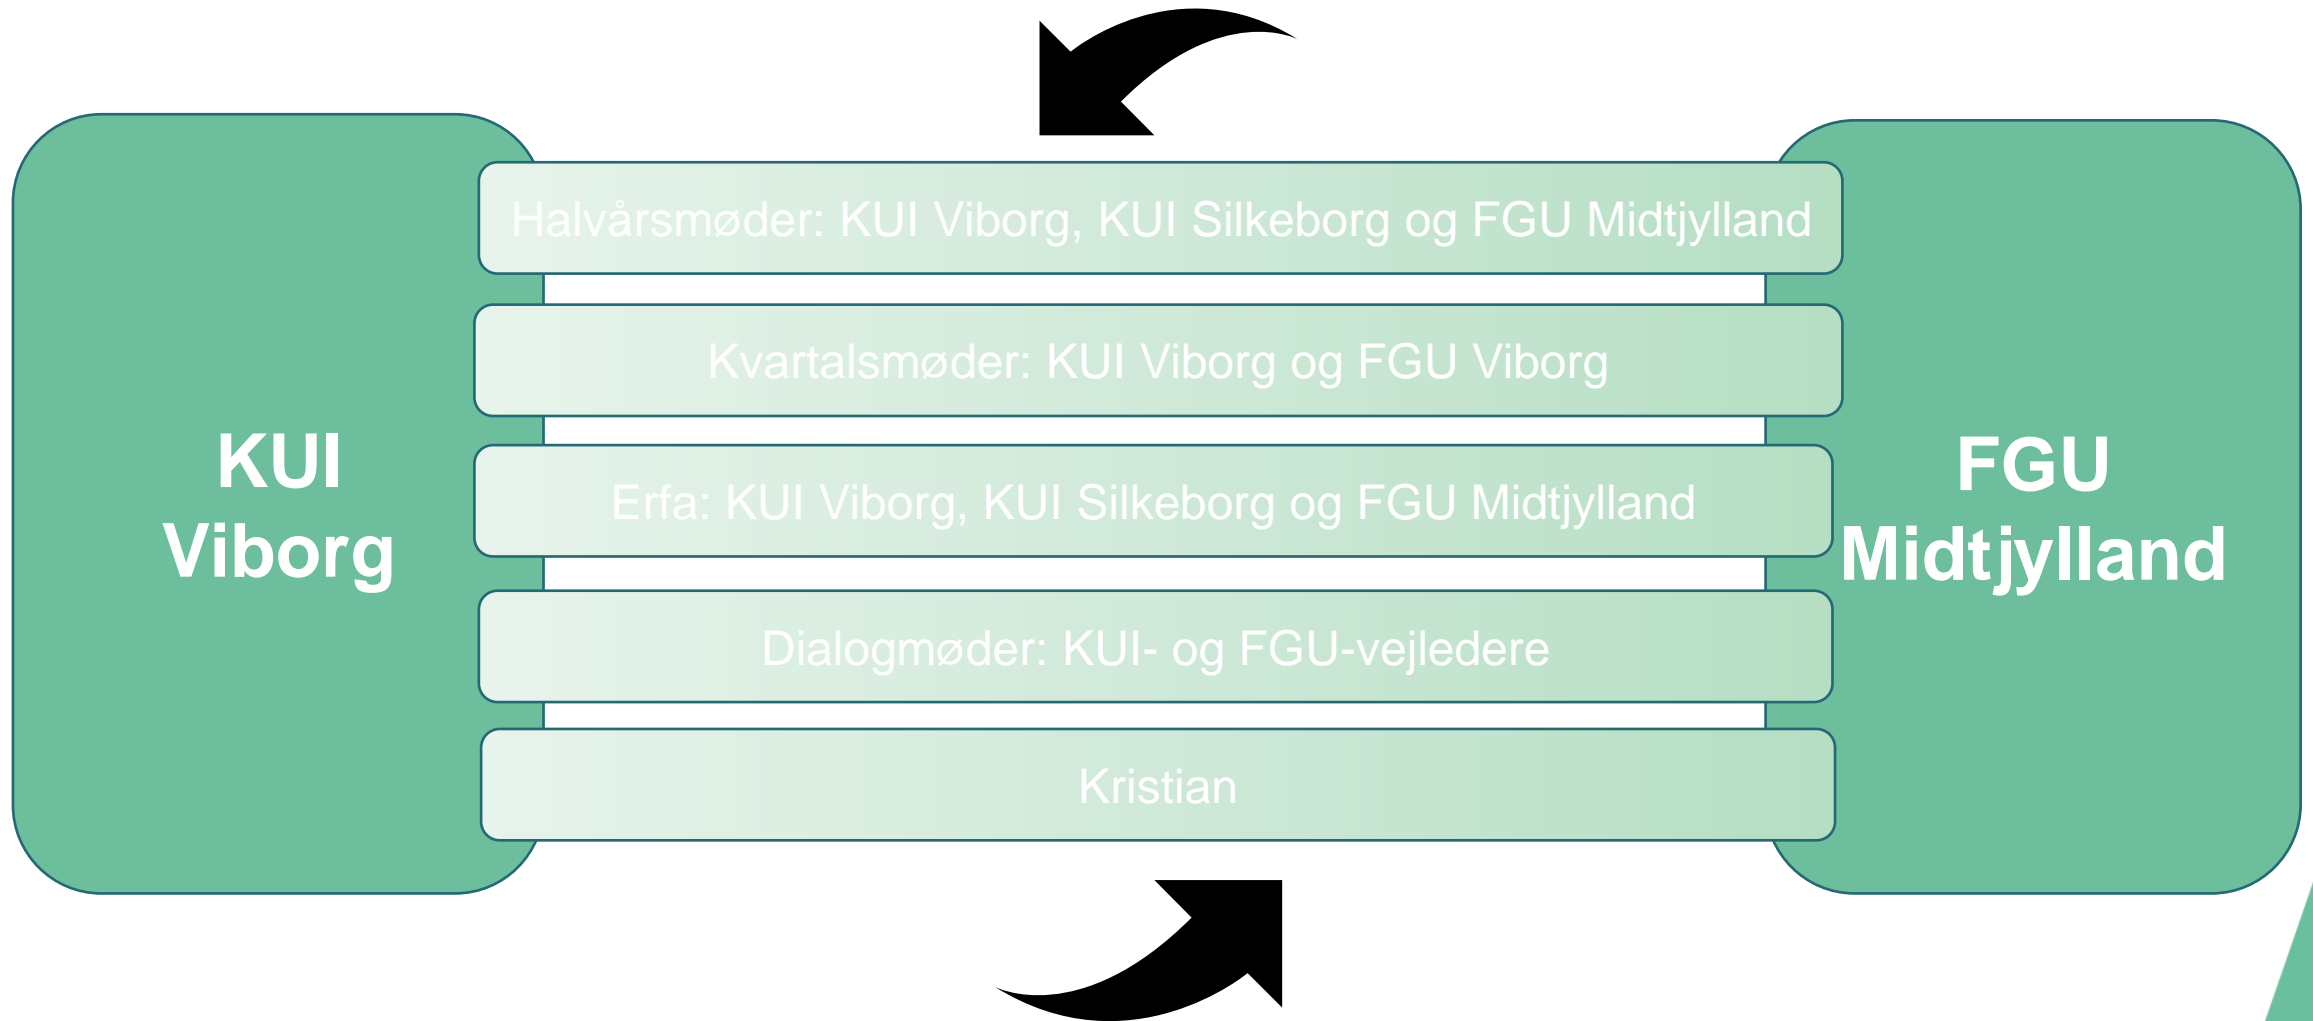 Halvårsmøder: KUI Viborg, KUI Silkeborg og FGU Midtjylland
Kvartalsmøder: KUI Viborg og FGU Viborg
KUI
Viborg
Erfa: KUI Viborg, KUI Silkeborg og FGU Midtjylland
FGU
Midtjylland
Dialogmøder: KUI- og FGU-vejledere
Kristian